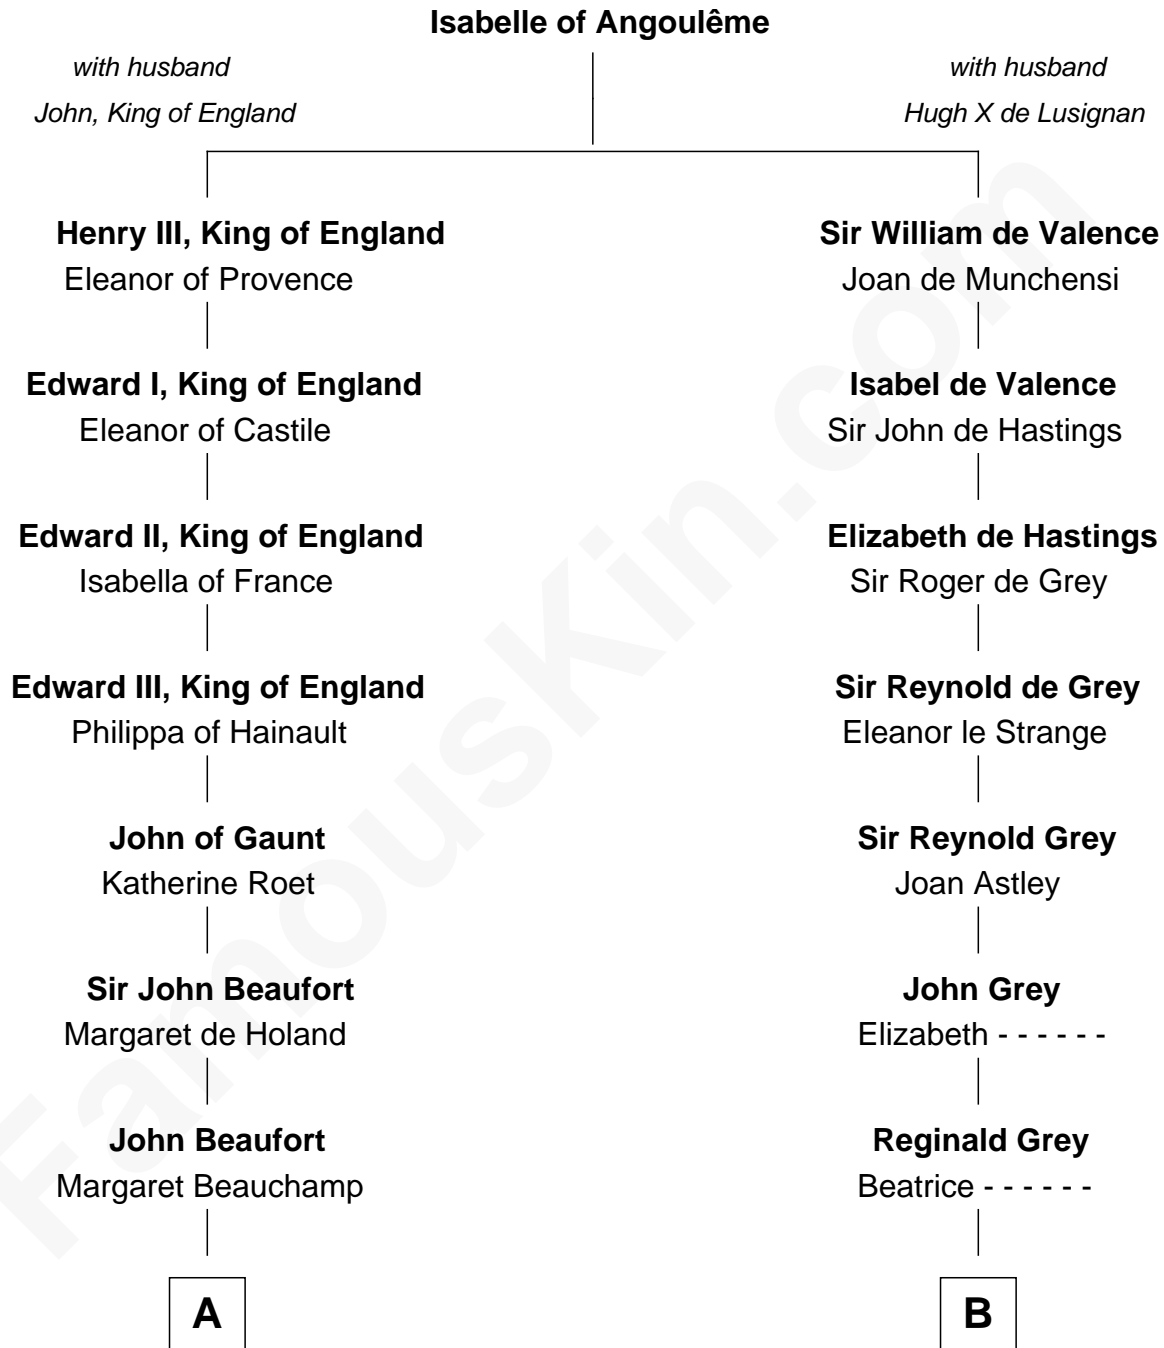 Isabelle of Angoulême
with husband
John, King of England
with husband
Hugh X de Lusignan
Henry III, King of England
Eleanor of Provence
Sir William de Valence
Joan de Munchensi
Edward I, King of England
Eleanor of Castile
Isabel de Valence
Sir John de Hastings
Edward II, King of England
Isabella of France
Elizabeth de Hastings
Sir Roger de Grey
Edward III, King of England
Philippa of Hainault
Sir Reynold de Grey
Eleanor le Strange
John of Gaunt
Katherine Roet
Sir Reynold Grey
Joan Astley
Sir John Beaufort
Margaret de Holand
John Grey
Elizabeth - - - - - -
John Beaufort
Margaret Beauchamp
Reginald Grey
Beatrice - - - - - -
A
B
FamousKin.com